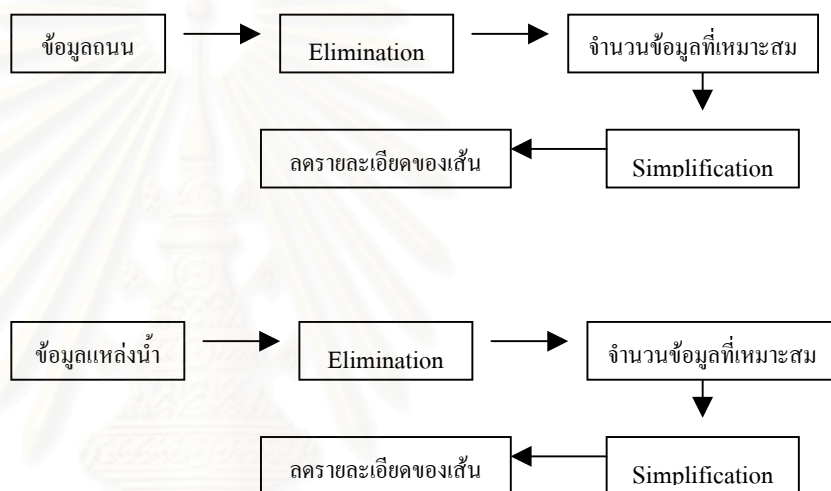 ข้อมูลถนน
Elimination
จำนวนข้อมูลที่เหมาะสม
ลดรายละเอียดของเส้น
Simplification
ข้อมูลแหล่งน้ำ
Elimination
จำนวนข้อมูลที่เหมาะสม
ลดรายละเอียดของเส้น
Simplification